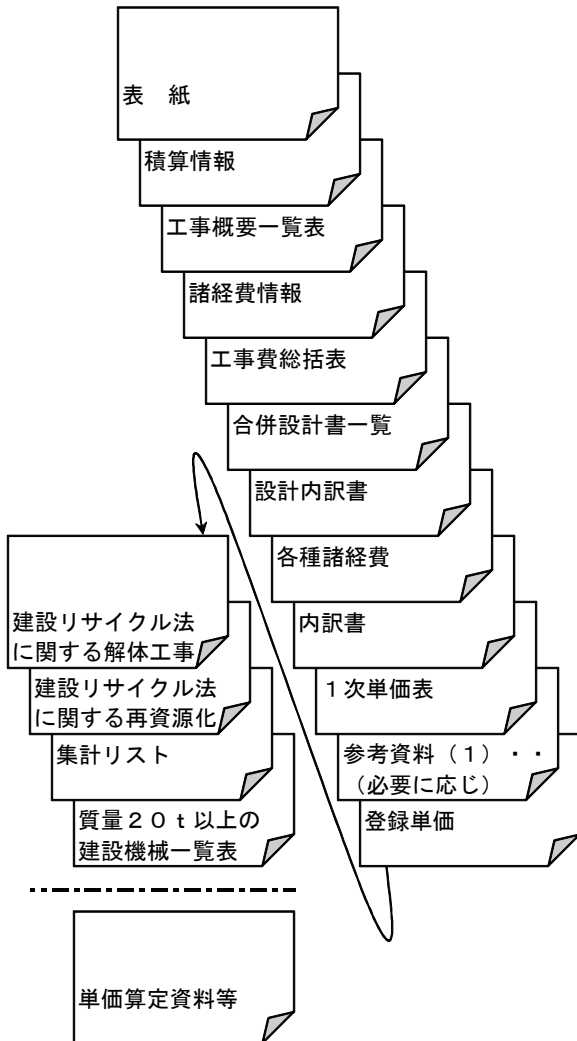 表　紙
積算情報
工事概要一覧表
諸経費情報
工事費総括表
合併設計書一覧
設計内訳書
各種諸経費
内訳書
１次単価表
参考資料（１）・・
（必要に応じ）
登録単価
建設リサイクル法
に関する解体工事
建設リサイクル法
に関する再資源化
集計リスト
質量２０ｔ以上の
建設機械一覧表
単価算定資料等